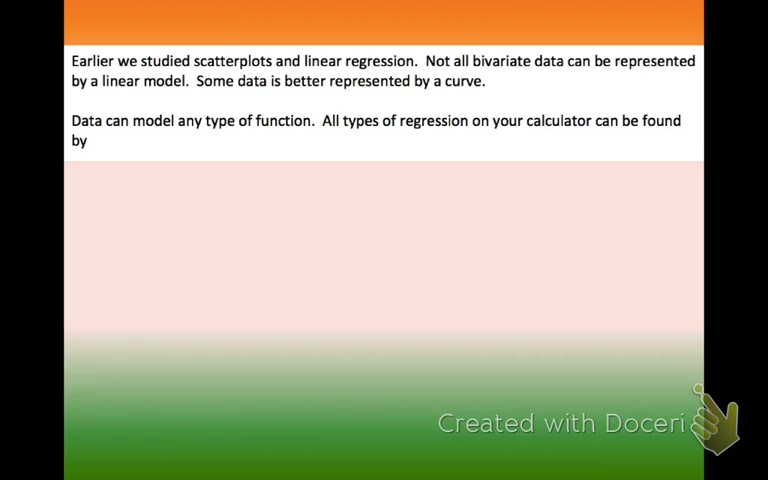 Earlier we studied scatterplots and linear regression.  Not all bivariate data can be represented
by a linear model.  Some data is better represented by a curve.
Data can model any type of function.  All types of regression on your calculator can be found
by
Created with Doceri